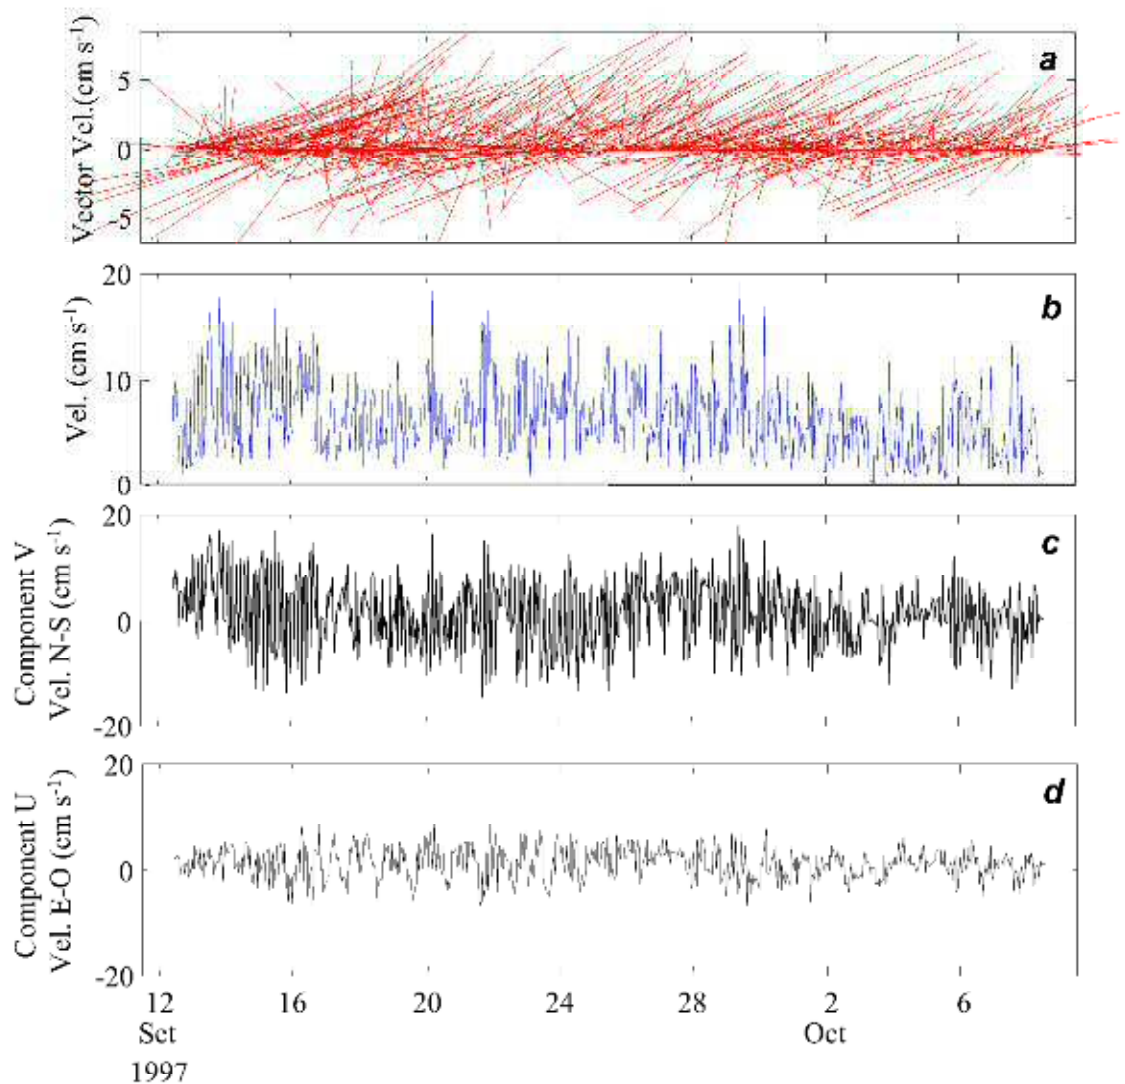 Vector Vel.(cm s-1)
5
0
-5
a
Vel. (cm s-1)
20
10
0
b
Component V
Vel. N-S (cm s-1)
20
0
-20
c
Component U
Vel. E-O (cm s-1)
20
0
-20
d
12 16 20 24 28 2 6
Set Oct
1997